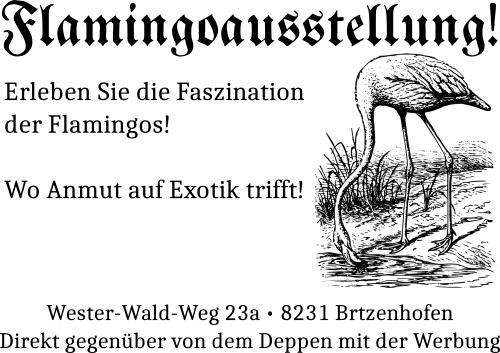 Flamingoausstellung!
Erleben Sie die Faszination
der Flamingos!
Wo Anmut auf Exotik trifft!
Wester-Wald-Weg 23a • 8231 Brtzenhofen
Direkt gegenüber von dem Deppen mit der Werbung